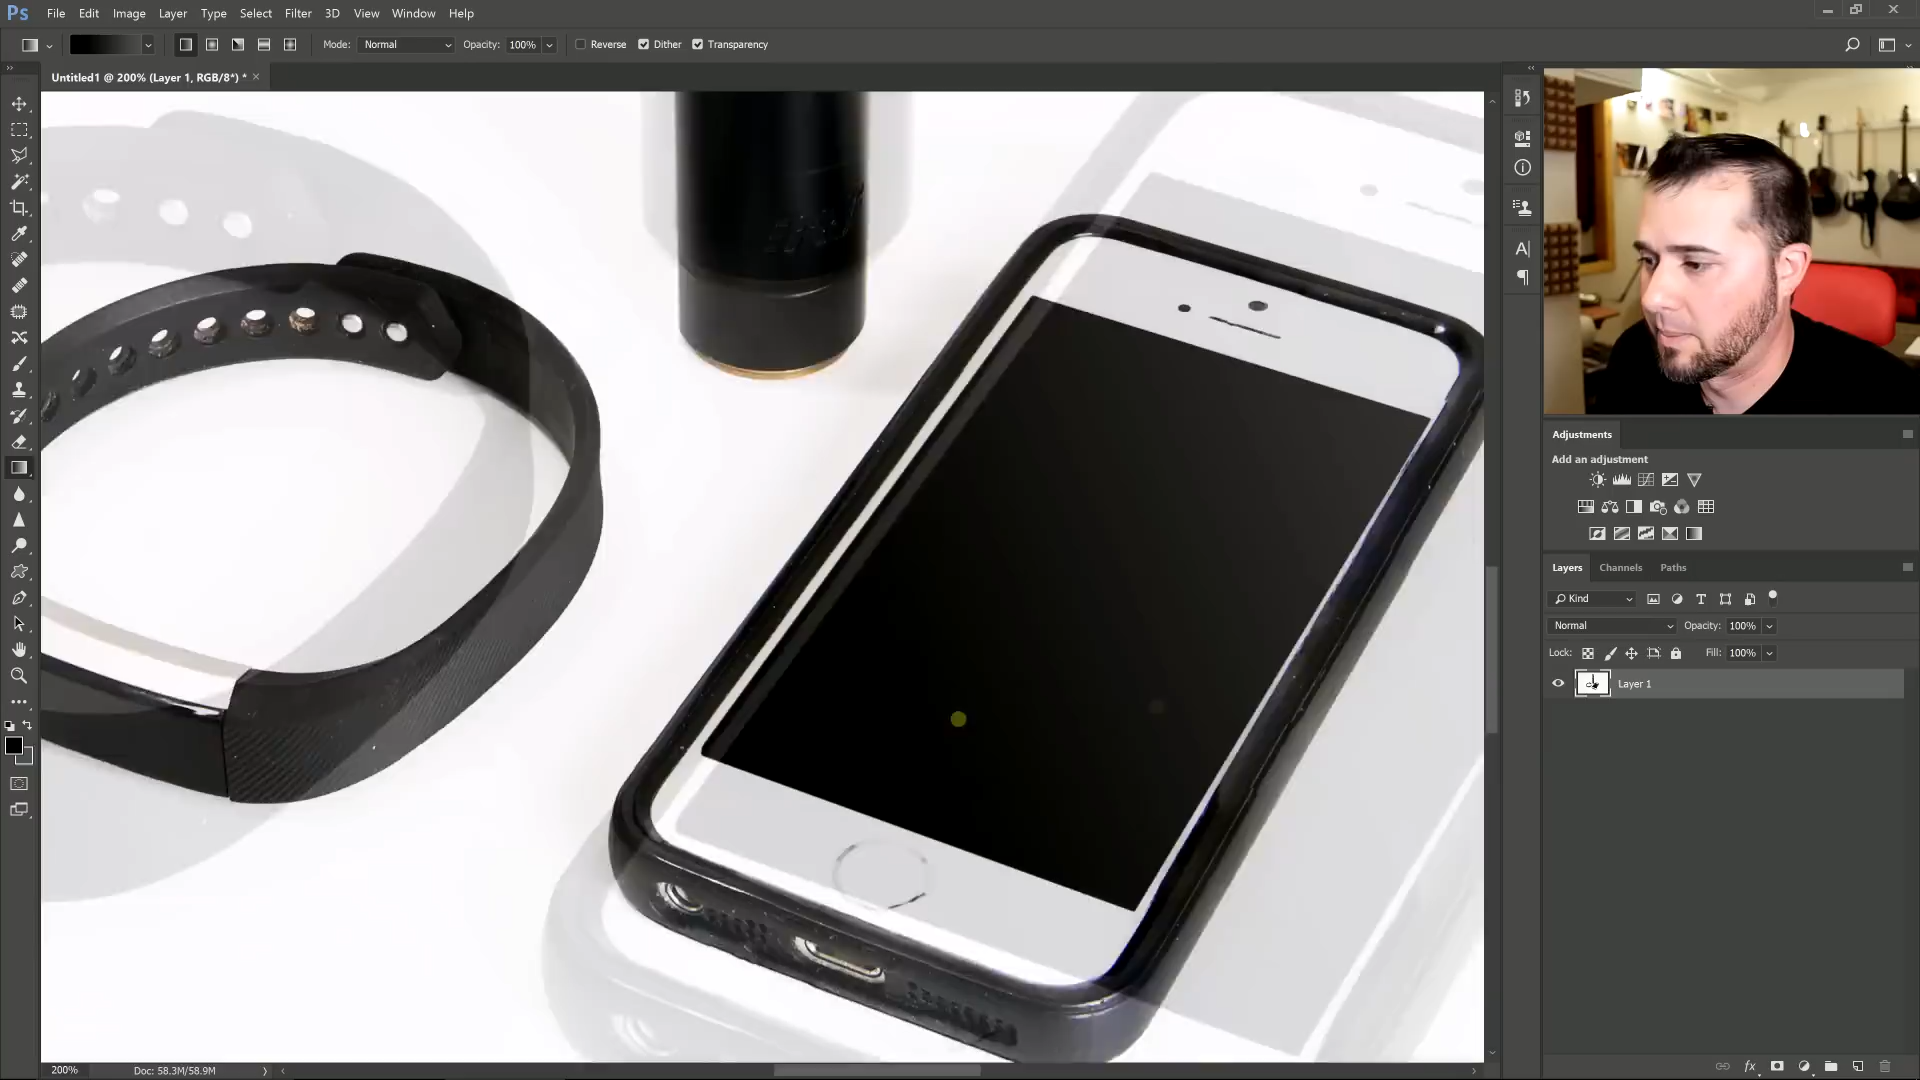 Ps File Edit Image Layer Type Select Filter 3D View Window Help
Mode: Normal Opacity: 100% Reverse Dither Transparency
Untitled1 @ 200% (Layer 1, RGB/8*) *
Adjustments
Add an adjustment
Layers Channels Paths
Kind
Normal Opacity: 100%
Lock: Fill: 100%
Layer 1
fx
200% Doc: 58.3M/58.9M